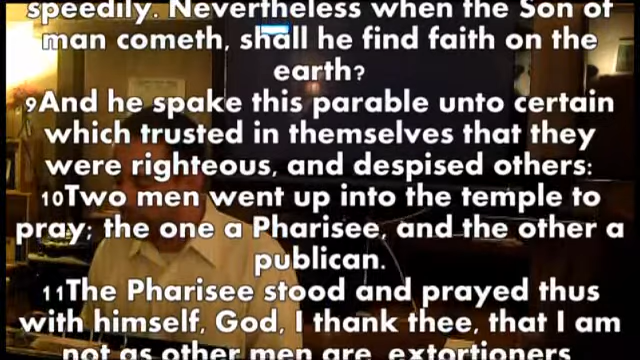 speedily. Nevertheless when the Son of
man cometh, shall he find faith on the
earth?
9And he spake this parable unto certain
which trusted in themselves that they
were righteous, and despised others:
10Two men went up into the temple to
pray; the one a Pharisee, and the other a
publican.
11The Pharisee stood and prayed thus
with himself, God, I thank thee, that I am
not as other men are, extortioners